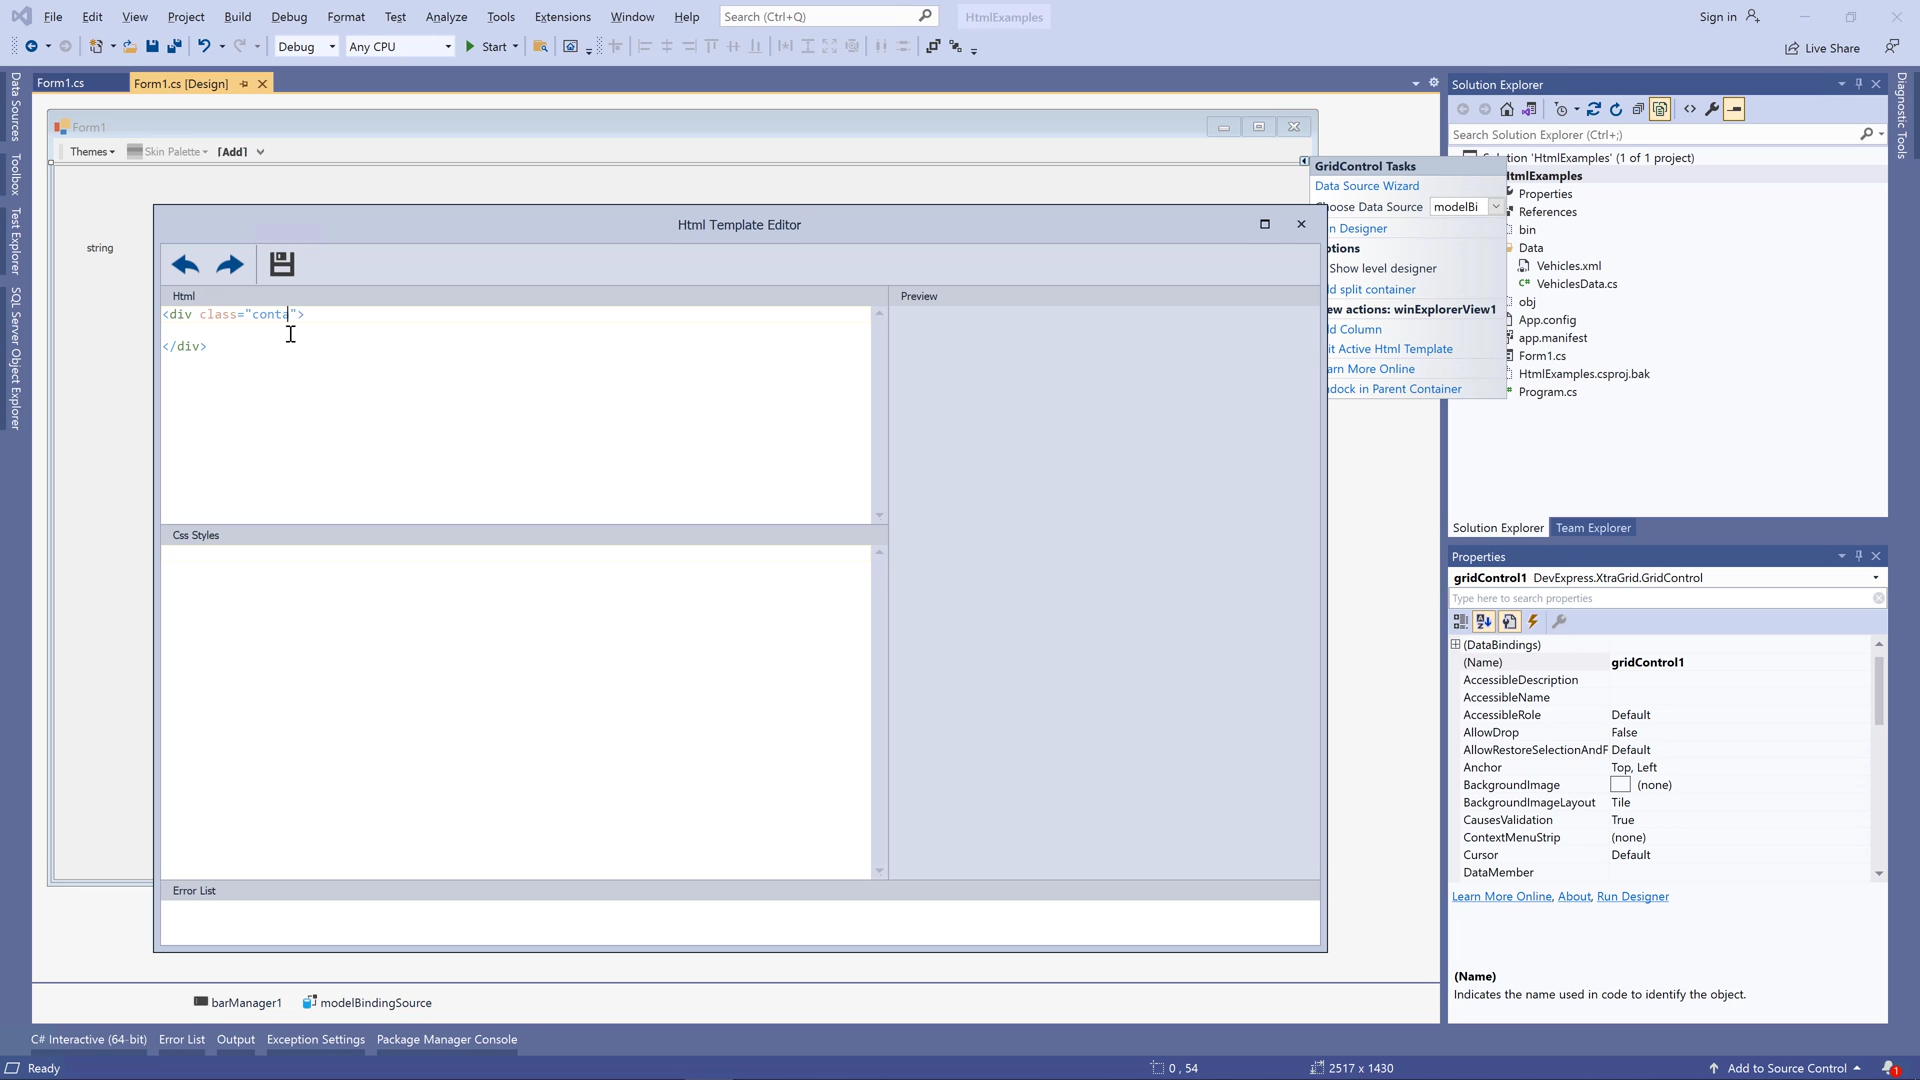 File Edit View Project Build Debug Format Test Analyze Tools Extensions Window Help Search (Ctrl+Q) HtmlExamples Sign in
Debug Any CPU Start Live Share
Data Sources
Toolbox
Test Explorer
SQL Server Object Explorer
Form1.cs Form1.cs [Design]
Form1
Themes Skin Palette [Add]
string
Html Template Editor
Html
<div class="conta">
</div>
Css Styles
Preview
Error List
GridControl Tasks
Data Source Wizard
hoose Data Source modelBi
n Designer
ptions
Show level designer
d split container
ew actions: winExplorerView1
d Column
it Active Html Template
arn More Online
dock in Parent Container
Solution Explorer
Search Solution Explorer (Ctrl+;)
ution 'HtmlExamples' (1 of 1 project)
HtmlExamples
Properties
References
bin
Data
Vehicles.xml
VehiclesData.cs
obj
App.config
app.manifest
Form1.cs
HtmlExamples.csproj.bak
Program.cs
Solution Explorer Team Explorer
Diagnostic Tools
Properties
gridControl1 DevExpress.XtraGrid.GridControl
Type here to search properties
(DataBindings)
(Name) gridControl1
AccessibleDescription
AccessibleName
AccessibleRole Default
AllowDrop False
AllowRestoreSelectionAndF Default
Anchor Top, Left
BackgroundImage (none)
BackgroundImageLayout Tile
CausesValidation True
ContextMenuStrip (none)
Cursor Default
DataMember
Learn More Online, About, Run Designer
(Name)
Indicates the name used in code to identify the object.
barManager1 modelBindingSource
C# Interactive (64-bit) Error List Output Exception Settings Package Manager Console
Ready 0 , 54 2517 x 1430 Add to Source Control 1